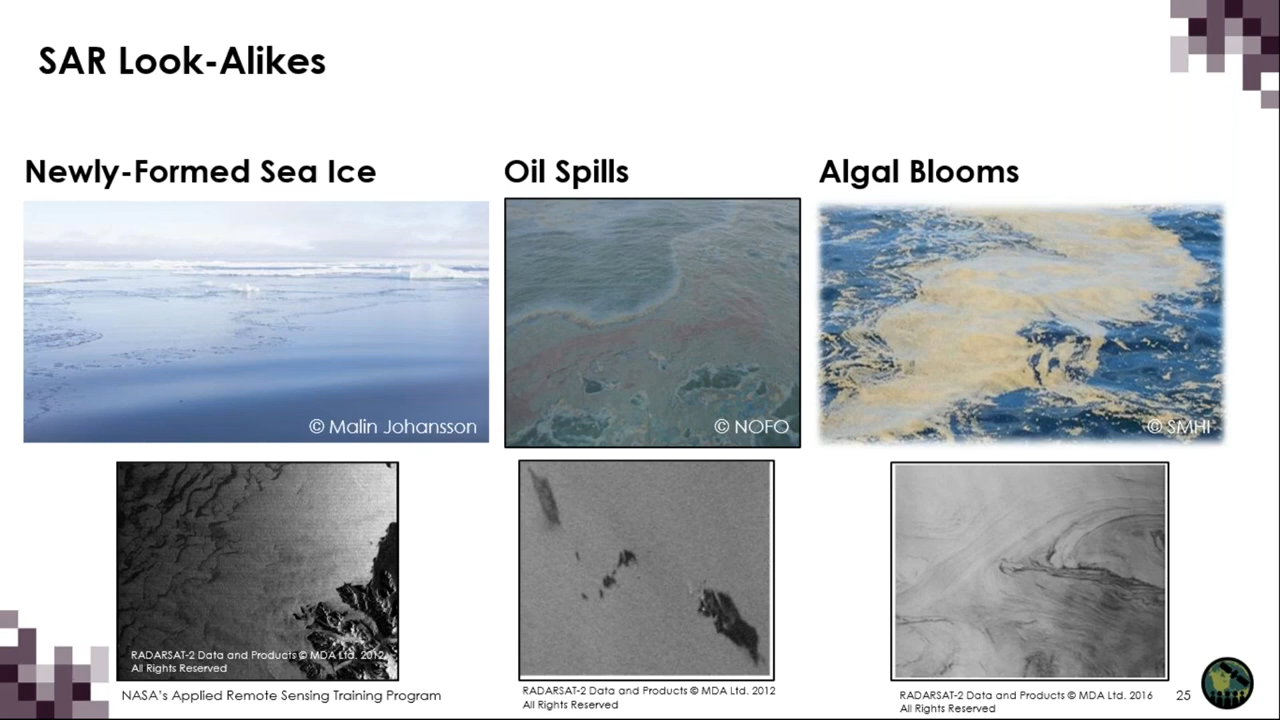 SAR Look-Alikes
Newly-Formed Sea Ice
Oil Spills
Algal Blooms
© Malin Johansson
© NOFO
© SMHI
RADARSAT-2 Data and Products © MDA Ltd. 2012
All Rights Reserved
RADARSAT-2 Data and Products © MDA Ltd. 2012
All Rights Reserved
RADARSAT-2 Data and Products © MDA Ltd. 2016
All Rights Reserved
NASA's Applied Remote Sensing Training Program
25